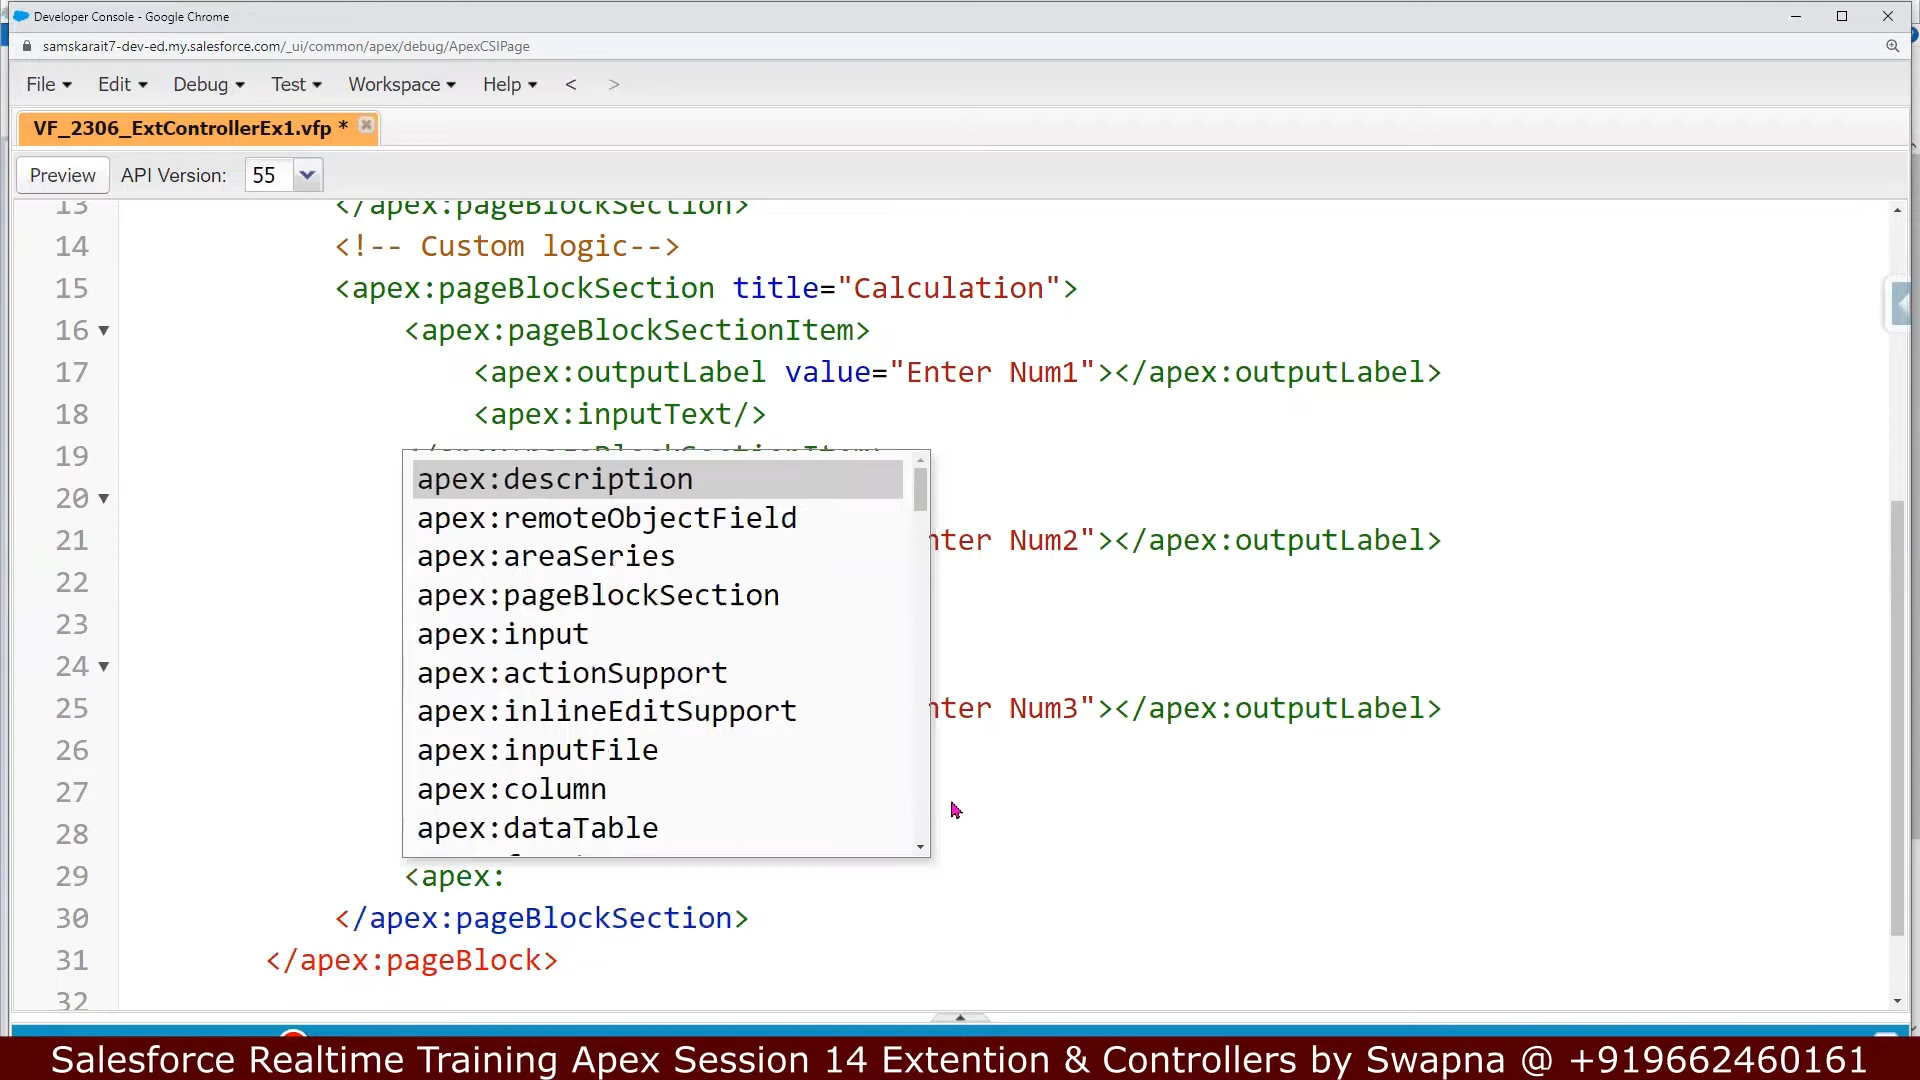 Developer Console - Google Chrome
samskarait7-dev-ed.my.salesforce.com/_ui/common/apex/debug/ApexCSIPage
File Edit Debug Test Workspace Help < >
VF_2306_ExtControllerEx1.vfp *
Preview API Version: 55
13 </apex:pageBlockSection>
14 <!-- Custom logic-->
15 <apex:pageBlockSection title="Calculation">
16 <apex:pageBlockSectionItem>
17 <apex:outputLabel value="Enter Num1"></apex:outputLabel>
18 <apex:inputText/>
19
apex:description
20
apex:remoteObjectField
21 nter Num2"></apex:outputLabel>
apex:areaSeries
22
apex:pageBlockSection
23
apex:input
24
apex:actionSupport
25 nter Num3"></apex:outputLabel>
apex:inlineEditSupport
26
apex:inputFile
27
apex:column
28
apex:dataTable
29 <apex:
30 </apex:pageBlockSection>
31 </apex:pageBlock>
32
Salesforce Realtime Training Apex Session 14 Extention & Controllers by Swapna @ +919662460161